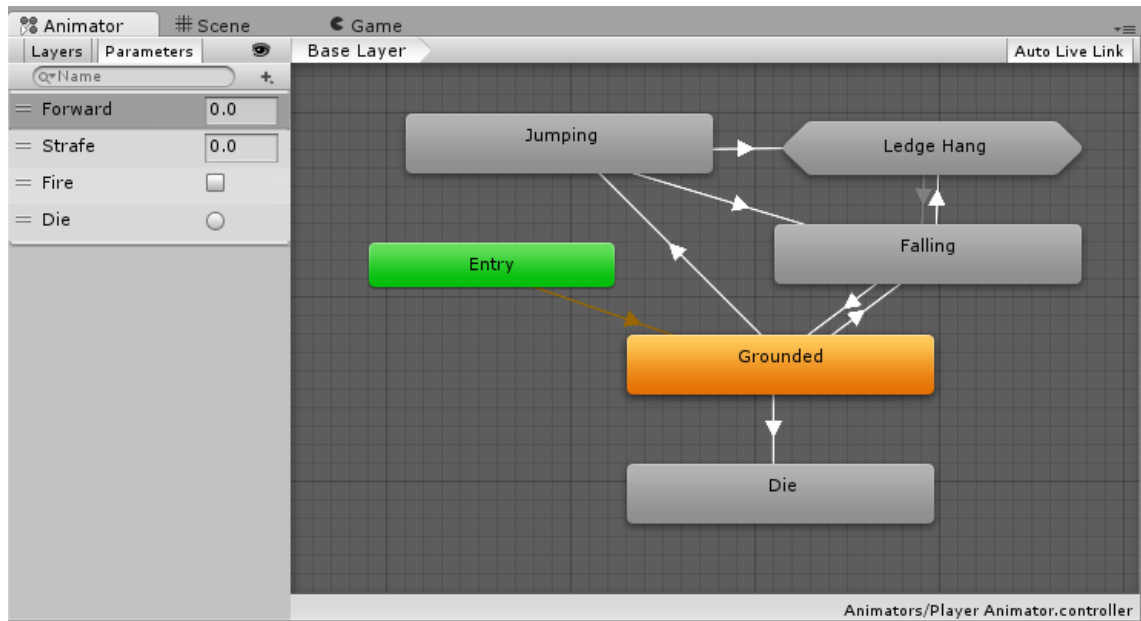 Animator Scene Game
Layers Parameters Base Layer Auto Live Link
Name
Forward 0.0
Strafe 0.0
Fire
Die
Jumping
Ledge Hang
Falling
Entry
Grounded
Die
Animators/Player Animator.controller